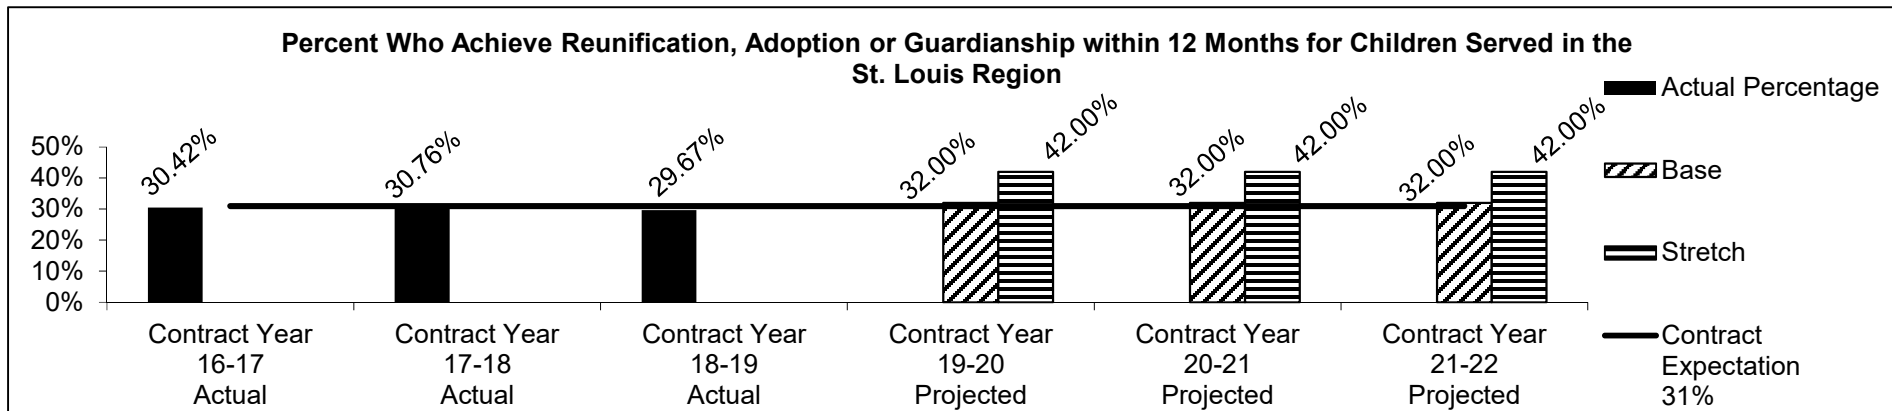 Percent Who Achieve Reunification, Adoption or Guardianship within 12 Months for Children Served in the
St. Louis Region
50%
40%
30%
20%
10%
0%
30.42%
30.76%
29.67%
32.00%
42.00%
32.00%
42.00%
32.00%
42.00%
Contract Year
16-17
Actual
Contract Year
17-18
Actual
Contract Year
18-19
Actual
Contract Year
19-20
Projected
Contract Year
20-21
Projected
Contract Year
21-22
Projected
Actual Percentage
Base
Stretch
Contract
Expectation
31%